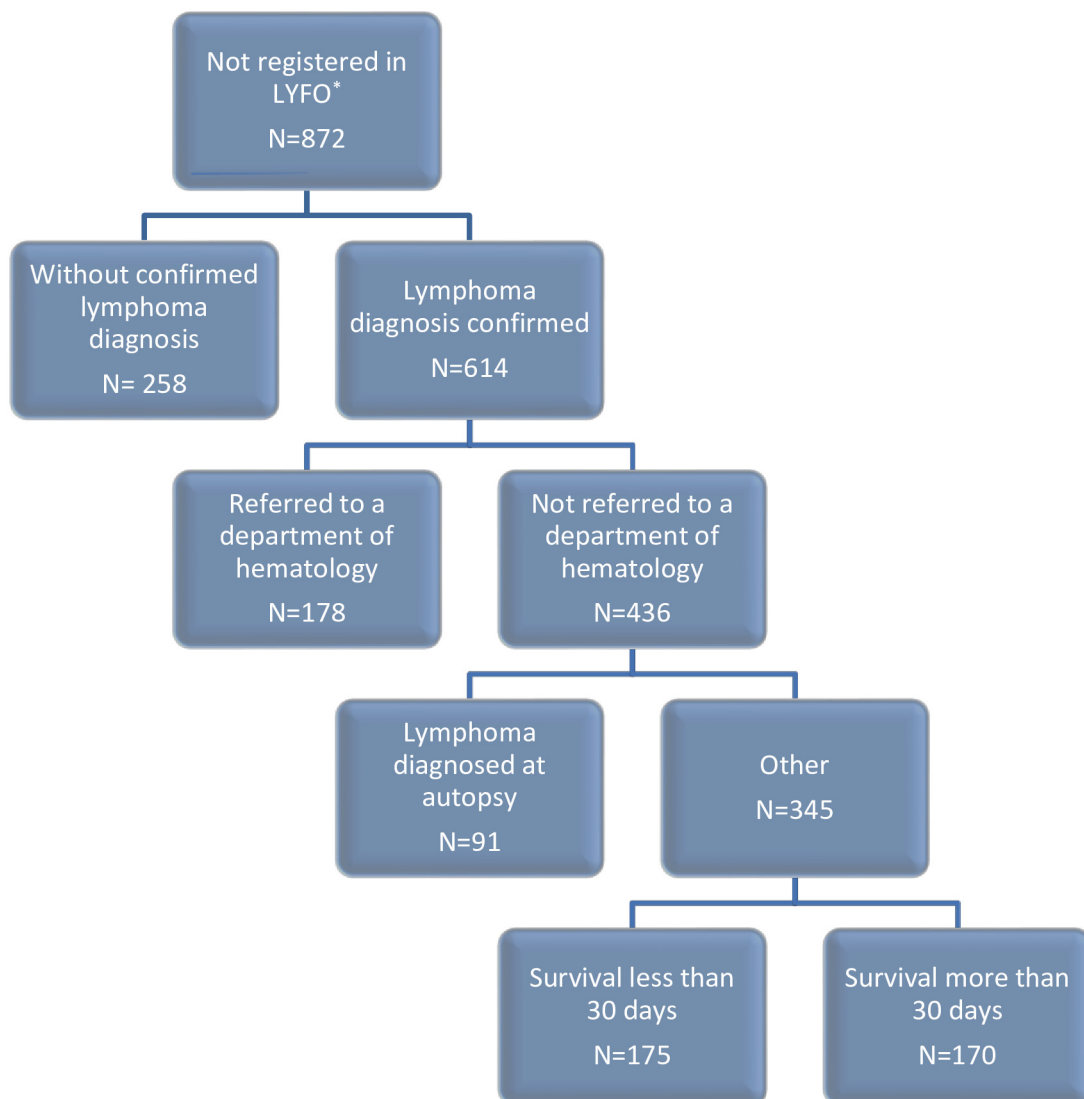 Not registered in
LYFO*
N=872
Without confirmed
lymphoma
diagnosis
N= 258
Lymphoma
diagnosis confirmed
N=614
Referred to a
department of
hematology
N=178
Not referred to a
department of
hematology
N=436
Lymphoma
diagnosed at
autopsy
N=91
Other
N=345
Survival less than
30 days
N=175
Survival more than
30 days
N=170